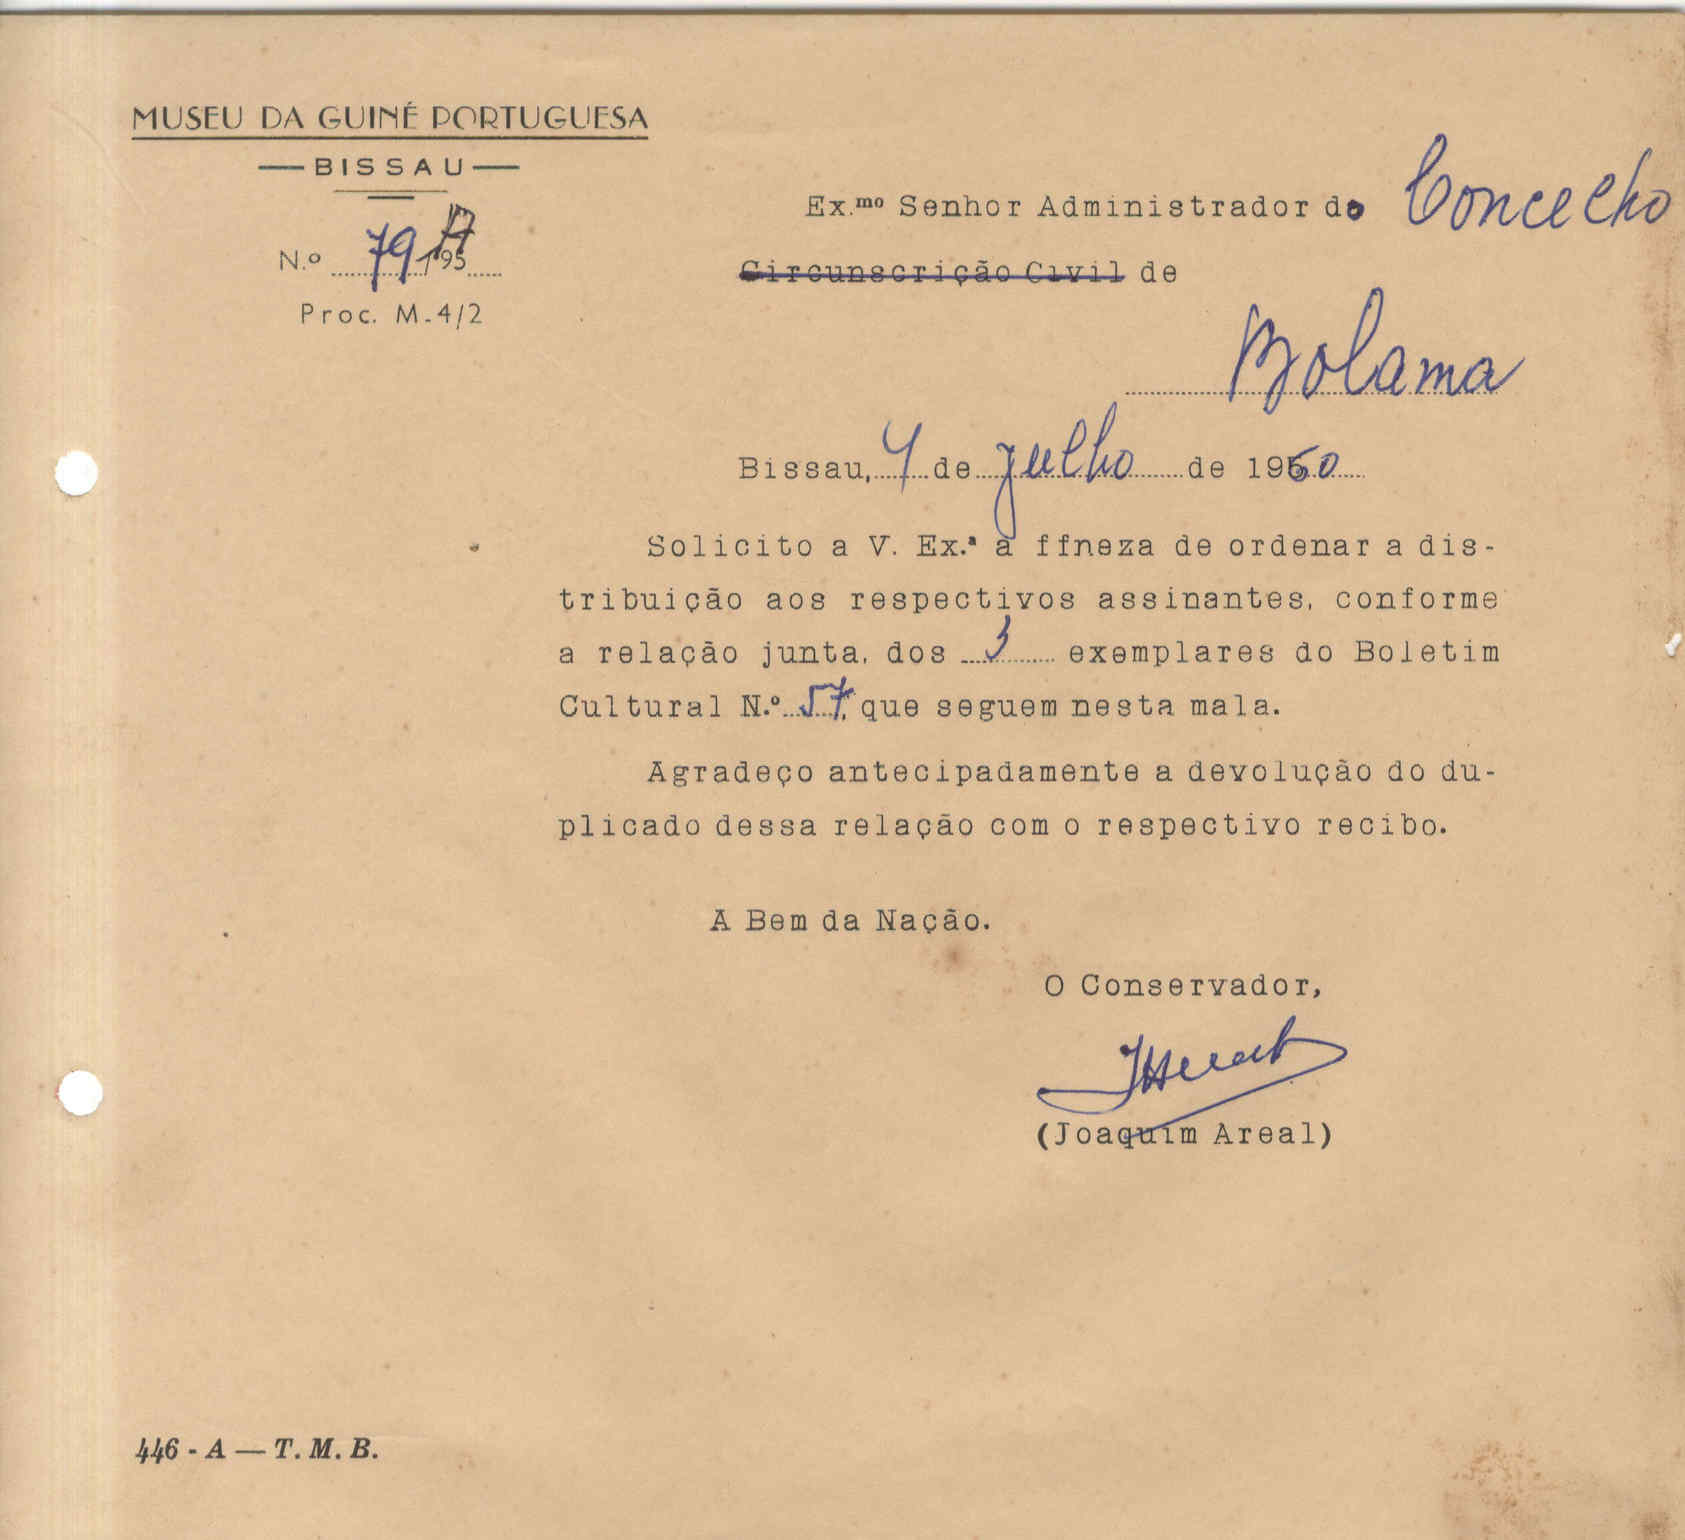 MUSEU DA GUINÉ PORTUGUESA
BISSAU
N.º 79 /195
Proc. M-4/2
Ex.mo Senhor Administrador do Concelho
Circunscrição Civil de
Bolama
Bissau, 4 de Julho de 1960
Solicito a V. Ex.ª a ffneza de ordenar a dis-
tribuição aos respectivos assinantes, conforme
a relação junta, dos 3 exemplares do Boletim
Cultural N.º 57, que seguem nesta mala.
Agradeço antecipadamente a devolução do du-
plicado dessa relação com o respectivo recibo.
A Bem da Nação.
O Conservador,
(Joaquim Areal)
446 - A — T. M. B.